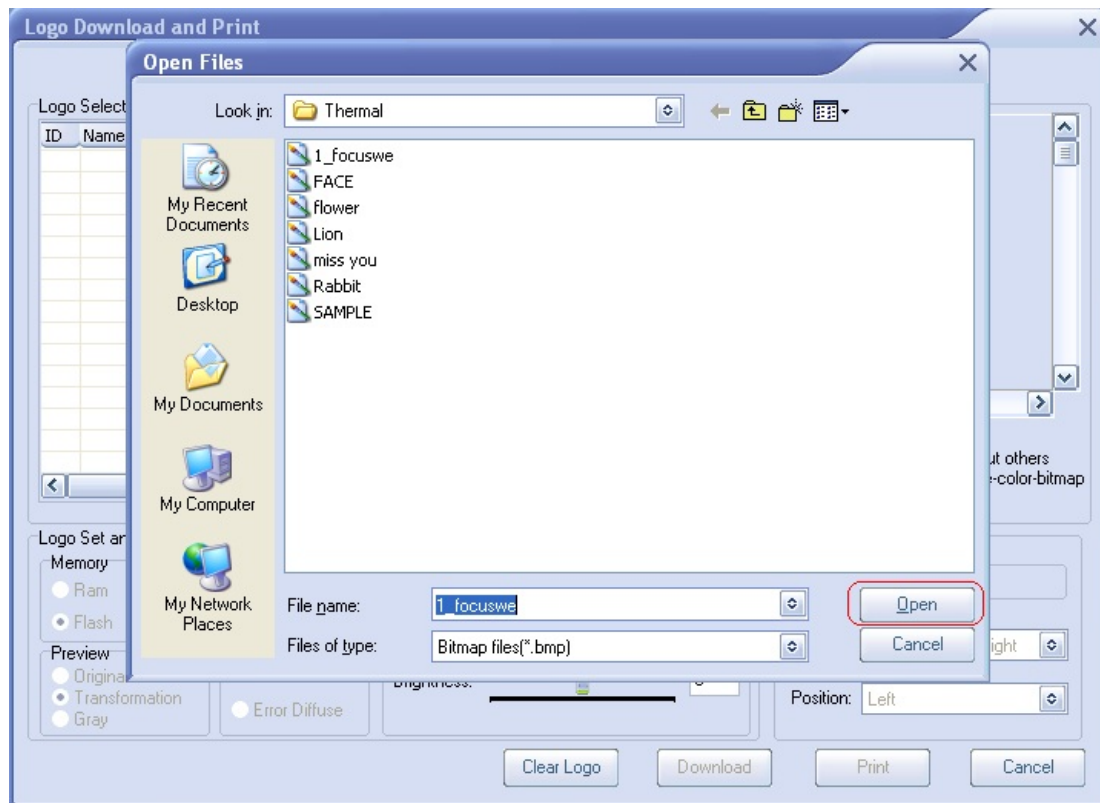 Logo Download and Print
Open Files
Logo Select
Look in:
Thermal
ID Name
1_focuswe
FACE
flower
Lion
miss you
Rabbit
SAMPLE
My Recent
Documents
Desktop
My Documents
My Computer
My Network
Places
ut others
-color-bitmap
Logo Set an
Memory
Ram
Flash
File name:
1_focuswe
Open
Files of type:
Bitmap files(*.bmp)
Cancel
ight
Preview
Origina
Transformation
Gray
Error Diffuse
Brightness:
Position:
Left
Clear Logo
Download
Print
Cancel